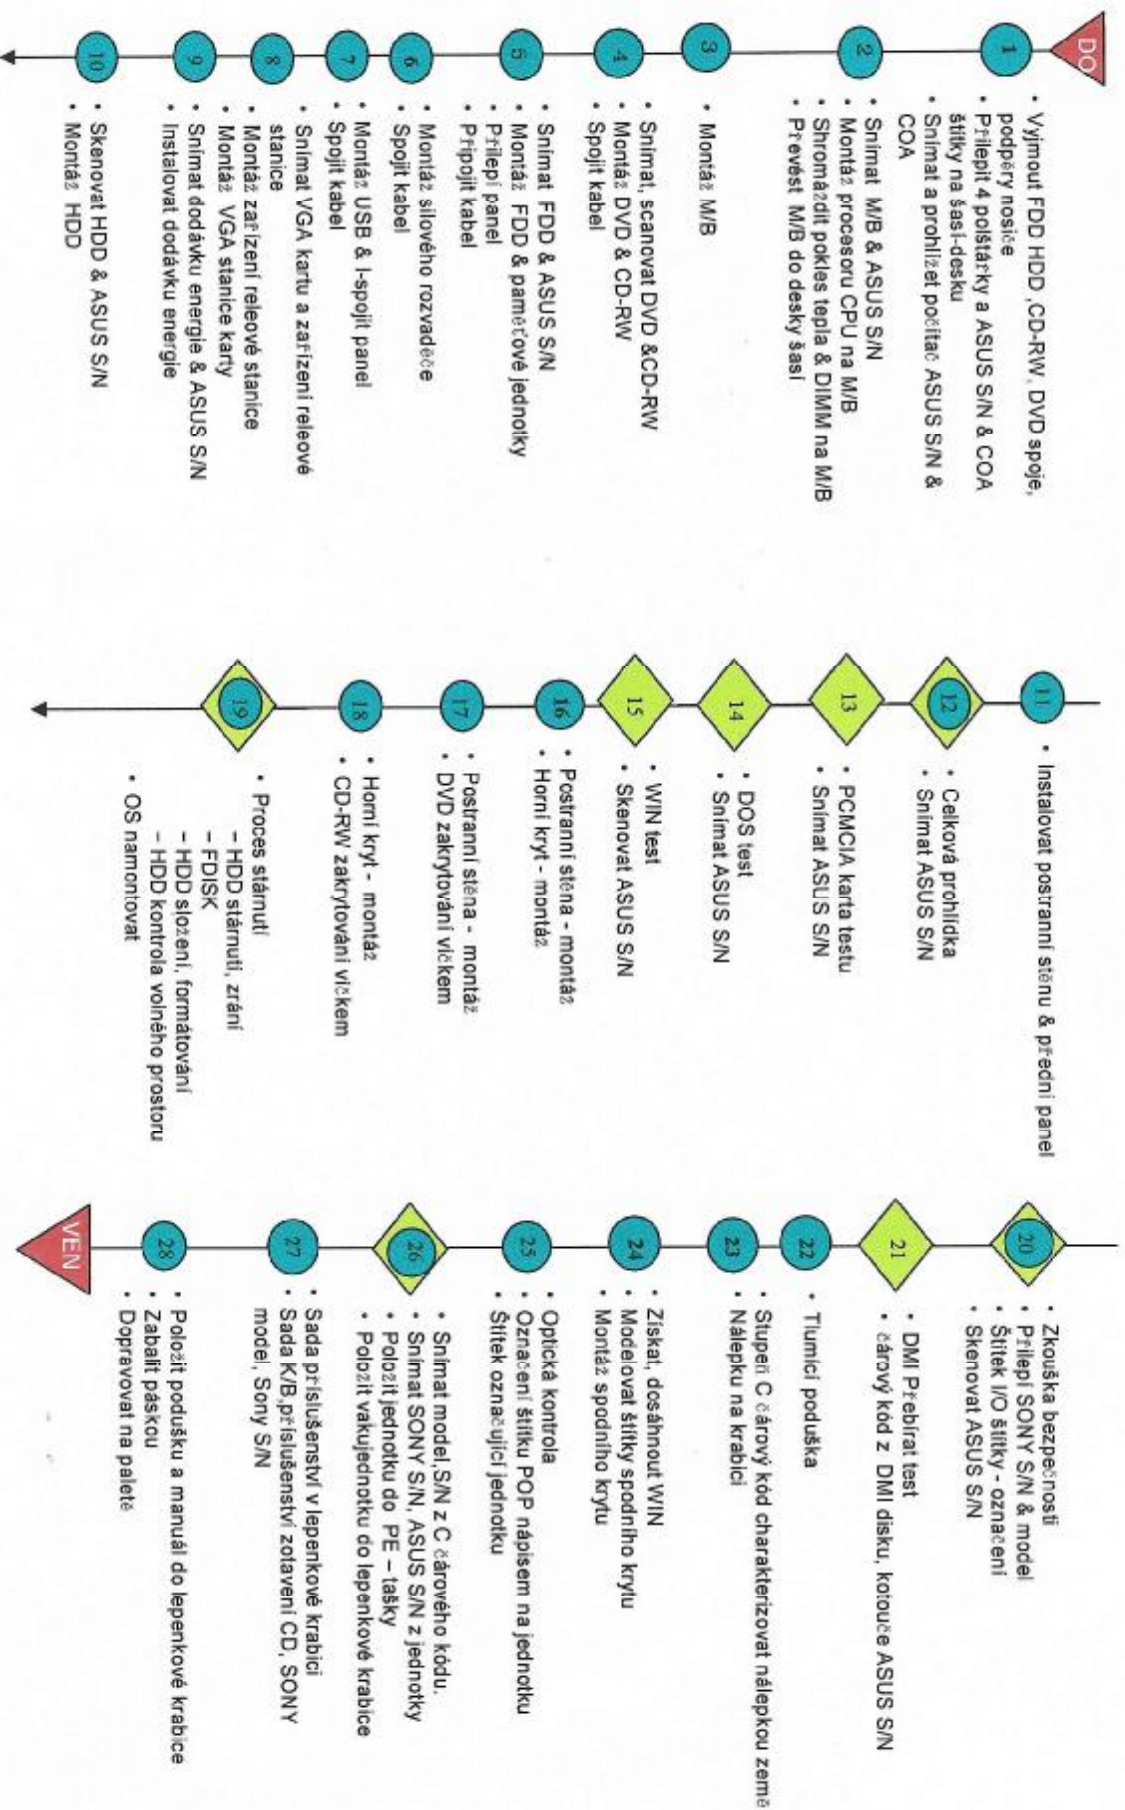 DO
1
• Vyjmout FDD HDD ,CD-RW, DVD spoje,
podpěry nosiče
• Přilepit 4 polštářky a ASUS S/N & COA
štítky na šasi-desku
• Snímat a prohlížet počítač ASUS S/N &
COA
2
• Snímat M/B & ASUS S/N
• Montáž procesoru CPU na M/B
• Shromáždit pokles tepla & DIMM na M/B
• Převést M/B do desky šasí
3
• Montáž M/B
4
• Snímat, scanovat DVD &CD-RW
• Montáž DVD & CD-RW
• Spojit kabel
5
• Snímat FDD & ASUS S/N
• Montáž FDD & paměťové jednotky
• Přilepí panel
• Připojit kabel
6
• Montáž silového rozvaděče
• Spojit kabel
7
• Montáž USB & I-spojit panel
• Spojit kabel
8
• Snímat VGA kartu a zařízení releové
stanice
• Montáž zařízení releové stanice
• Montáž VGA stanice karty
9
• Snímat dodávku energie & ASUS S/N
• Instalovat dodávku energie
10
• Skenovat HDD & ASUS S/N
• Montáž HDD
11
• Instalovat postranní stěnu & přední panel
12
• Celková prohlídka
• Snímat ASUS S/N
13
• PCMCIA karta testu
• Snímat ASUS S/N
14
• DOS test
• Snímat ASUS S/N
15
• WIN test
• Skenovat ASUS S/N
16
• Postranní stěna - montáž
• Horní kryt - montáž
17
• Postranní stěna - montáž
• DVD zakrytování víčkem
18
• Horní kryt - montáž
• CD-RW zakrytování víčkem
19
• Proces stárnutí
– HDD stárnutí, zrání
– FDISK
– HDD složení, formátování
– HDD kontrola volného prostoru
• OS namontovat
20
• Zkouška bezpečnosti
• Přilepí SONY S/N & model
• Štítek I/O štítky - označení
• Skenovat ASUS S/N
21
• DMI Přebírat test
• čárový kód z DMI disku, kotouče ASUS S/N
22
• Tlumící poduška
23
• Stupeň C čárový kód charakterizovat nálepkou země
• Nálepku na krabici
24
• Získat, dosáhnout WIN
• Modelovat štítky spodního krytu
• Montáž spodního krytu
25
• Optická kontrola
• Označení štítku POP nápisem na jednotku
• Štítek označující jednotku
26
• Snímat model,S/N z C čárového kódu.
• Snímat SONY S/N, ASUS S/N z jednotky
• Položit jednotku do PE – tašky
• Položit vakujednotku do lepenkové krabice
27
• Sada příslušenství v lepenkové krabici
• Sada K/B,příslušenství zotavení CD, SONY
model, Sony S/N
28
• Položit podušku a manuál do lepenkové krabice
• Zabalit páskou
• Dopravovat na paletě
VEN